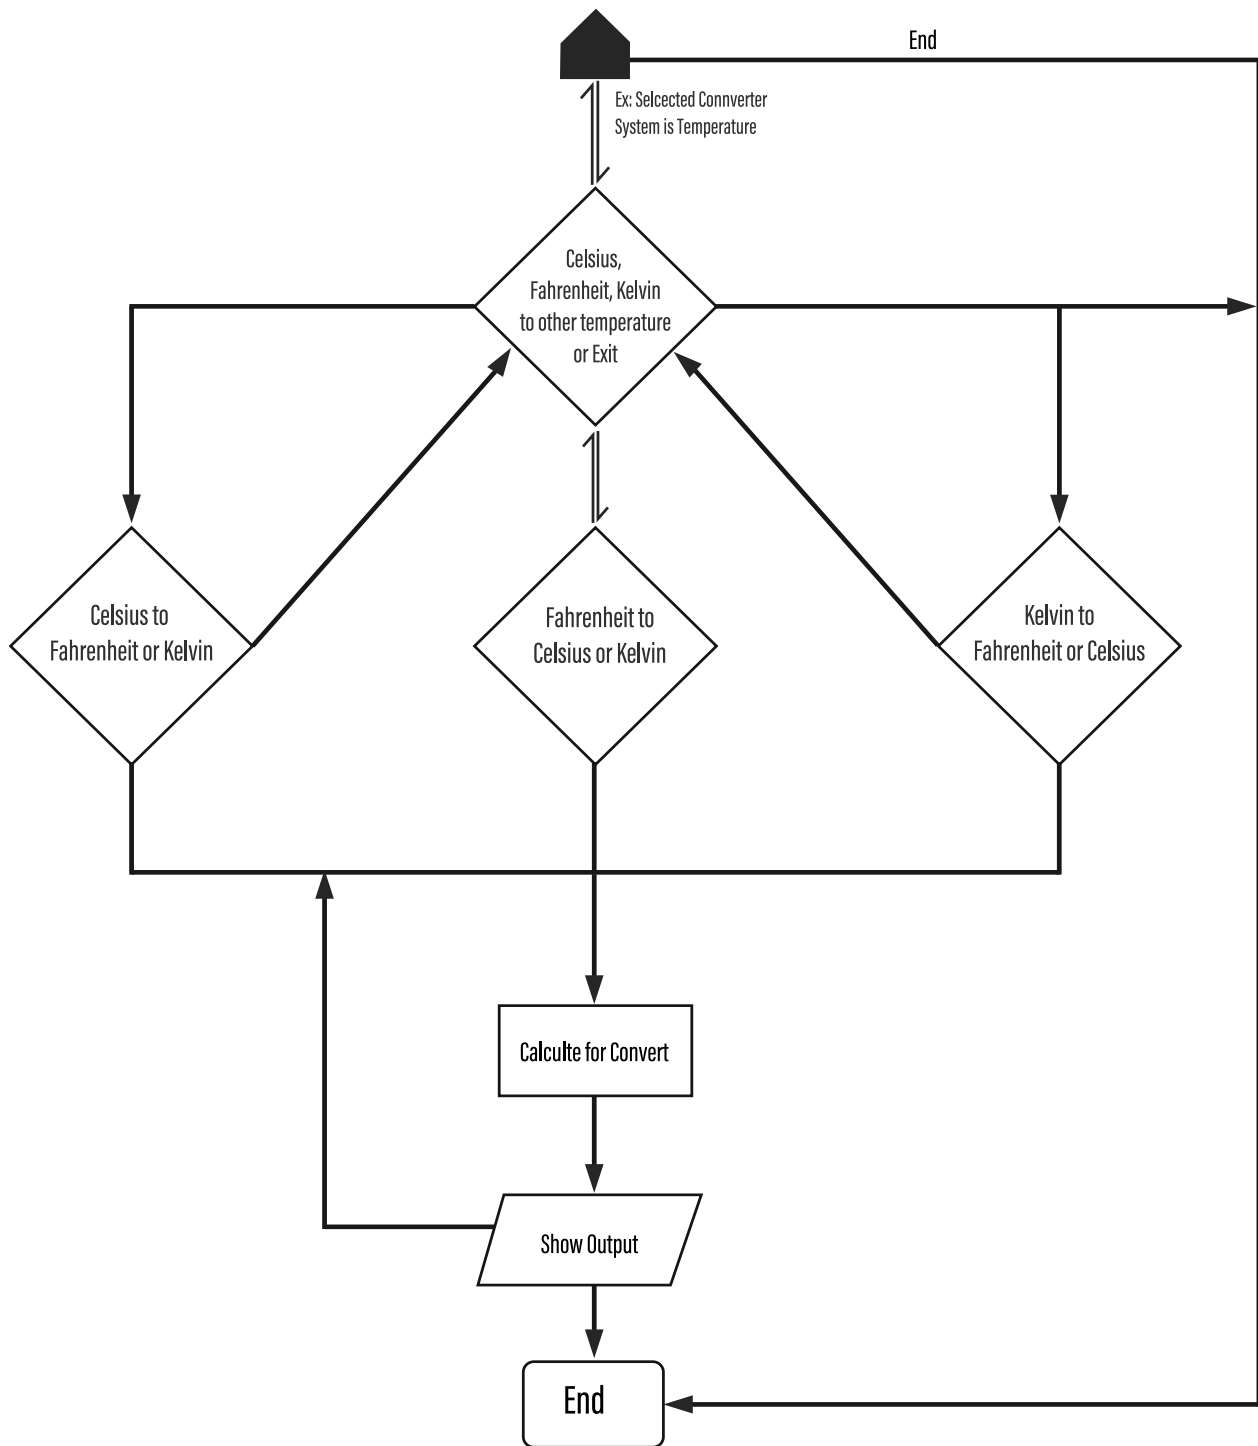 End
Ex: Selcected Connverter
System is Temperature
Celsius,
Fahrenheit, Kelvin
to other temperature
or Exit
Celsius to
Fahrenheit or Kelvin
Fahrenheit to
Celsius or Kelvin
Kelvin to
Fahrenheit or Celsius
Calculte for Convert
Show Output
End